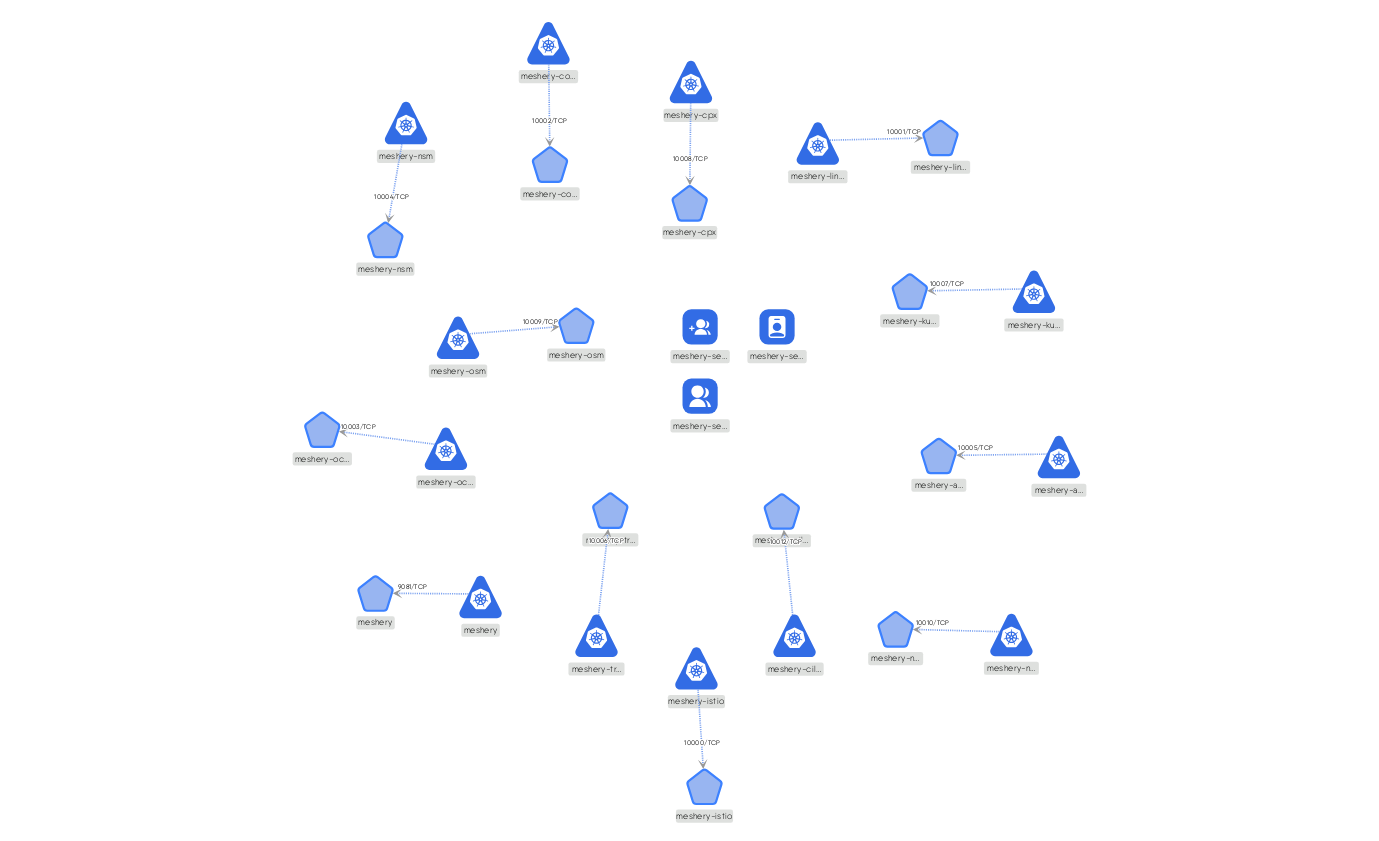 meshery-co...
10002/TCP
meshery-co...
meshery-cpx
10008/TCP
meshery-cpx
meshery-nsm
10004/TCP
meshery-nsm
10001/TCP
meshery-lin...
meshery-lin...
10007/TCP
meshery-ku...
meshery-ku...
10009/TCP
meshery-osm
meshery-osm
meshery-se...
meshery-se...
meshery-se...
10003/TCP
meshery-oc...
meshery-oc...
10005/TCP
meshery-a...
meshery-a...
10006/TCP
10012/TCP
9081/TCP
meshery
meshery
meshery-tr...
meshery-cil...
10010/TCP
meshery-n...
meshery-n...
meshery-istio
10000/TCP
meshery-istio